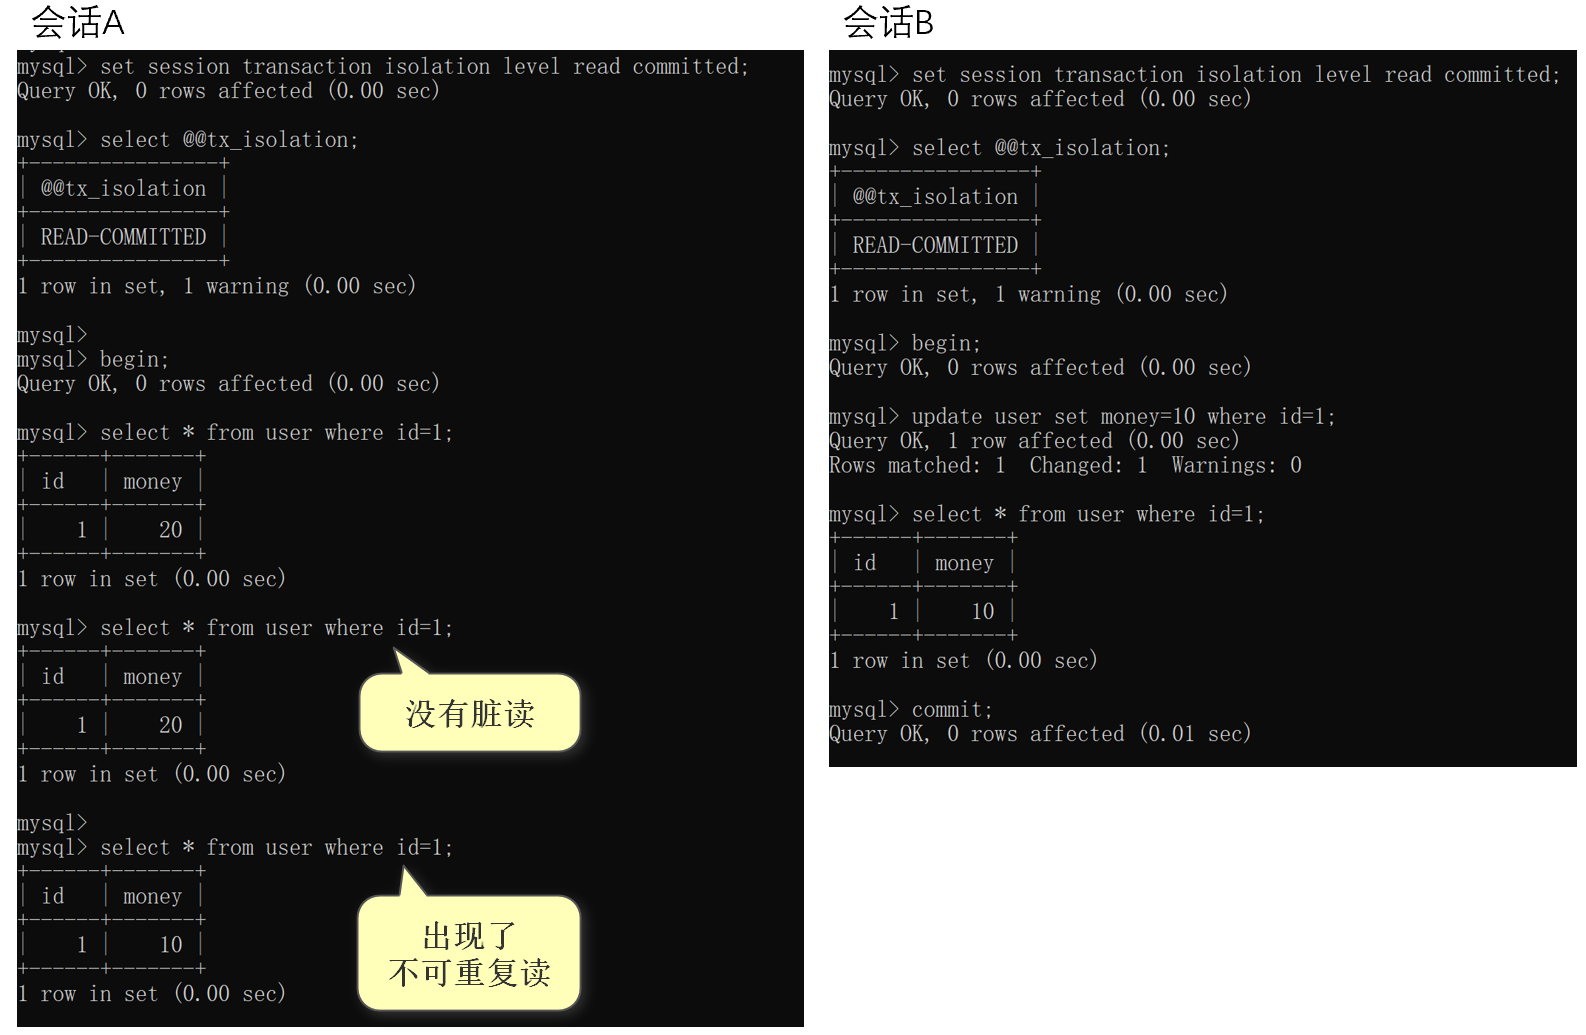 会话A
mysql> set session transaction isolation level read committed;
Query OK, 0 rows affected (0.00 sec)
mysql> select @@tx_isolation;
+----------------+
| @@tx_isolation |
+----------------+
| READ-COMMITTED |
+----------------+
1 row in set, 1 warning (0.00 sec)
mysql>
mysql> begin;
Query OK, 0 rows affected (0.00 sec)
mysql> select * from user where id=1;
+------+-------+
| id   | money |
+------+-------+
|    1 |    20 |
+------+-------+
1 row in set (0.00 sec)
mysql> select * from user where id=1;
+------+-------+
| id   | money |
+------+-------+
|    1 |    20 |
+------+-------+
1 row in set (0.00 sec)
没有脏读
mysql>
mysql> select * from user where id=1;
+------+-------+
| id   | money |
+------+-------+
|    1 |    10 |
+------+-------+
1 row in set (0.00 sec)
出现了
不可重复读
会话B
mysql> set session transaction isolation level read committed;
Query OK, 0 rows affected (0.00 sec)
mysql> select @@tx_isolation;
+----------------+
| @@tx_isolation |
+----------------+
| READ-COMMITTED |
+----------------+
1 row in set, 1 warning (0.00 sec)
mysql> begin;
Query OK, 0 rows affected (0.00 sec)
mysql> update user set money=10 where id=1;
Query OK, 1 row affected (0.00 sec)
Rows matched: 1  Changed: 1  Warnings: 0
mysql> select * from user where id=1;
+------+-------+
| id   | money |
+------+-------+
|    1 |    10 |
+------+-------+
1 row in set (0.00 sec)
mysql> commit;
Query OK, 0 rows affected (0.01 sec)